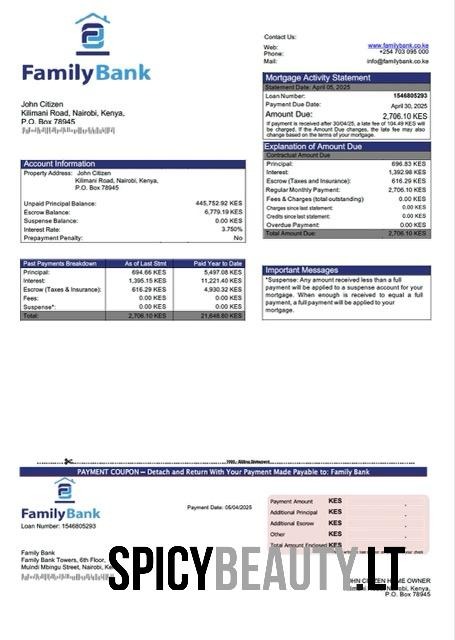 FamilyBank
Contact Us:
Web: www.familybank.co.ke
Phone: +254 703 095 000
Mail: info@familybank.co.ke
John Citizen
Kilimani Road, Nairobi, Kenya,
P.O. Box 78945
Mortgage Activity Statement
Statement Date: April 05, 2025
Loan Number: 1546805293
Payment Due Date: April 30, 2025
Amount Due: 2,706.10 KES
If payment is received after 30/04/25, a late fee of 104.49 KES will
be charged. If the Amount Due changes, the late fee may also
change based on the terms of your mortgage.
Explanation of Amount Due
Contractual Amount Due
Principal: 696.83 KES
Interest: 1,392.98 KES
Escrow (Taxes and Insurance): 616.29 KES
Regular Monthly Payment: 2,706.10 KES
Fees & Charges (total outstanding) 0.00 KES
Charges since last statement: 0.00 KES
Credits since last statement: 0.00 KES
Overdue Payment: 0.00 KES
Total Amount Due: 2,706.10 KES
Account Information
Property Address: John Citizen
Kilimani Road, Nairobi, Kenya,
P.O. Box 78945
Unpaid Principal Balance: 445,752.92 KES
Escrow Balance: 6,779.19 KES
Suspense Balance: 0.00 KES
Interest Rate: 3.750%
Prepayment Penalty: No
Past Payments Breakdown As of Last Stmt Paid Year to Date
Principal: 694.66 KES 5,497.08 KES
Interest: 1,395.15 KES 11,221.40 KES
Escrow (Taxes & Insurance): 616.29 KES 4,930.32 KES
Fees: 0.00 KES 0.00 KES
Suspense*: 0.00 KES 0.00 KES
Total: 2,706.10 KES 21,648.80 KES
Important Messages
*Suspense: Any amount received less than a full
payment will be applied to a suspense account for your
mortgage. When enough is received to equal a full
payment, a full payment will be applied to your
mortgage.
PAYMENT COUPON – Detach and Return With Your Payment Made Payable to: Family Bank
FamilyBank
Loan Number: 1546805293
Payment Date: 05/04/2025
Payment Amount KES
Additional Principal KES
Additional Escrow KES
Other KES
Total Amount Enclosed KES
Family Bank
Family Bank Towers, 6th Floor,
Muindi Mbingu Street, Nairobi,
SPICYBEAUTY.LT
CITIZEN HOME OWNER
Road, Nairobi, Kenya,
P.O. Box 78945